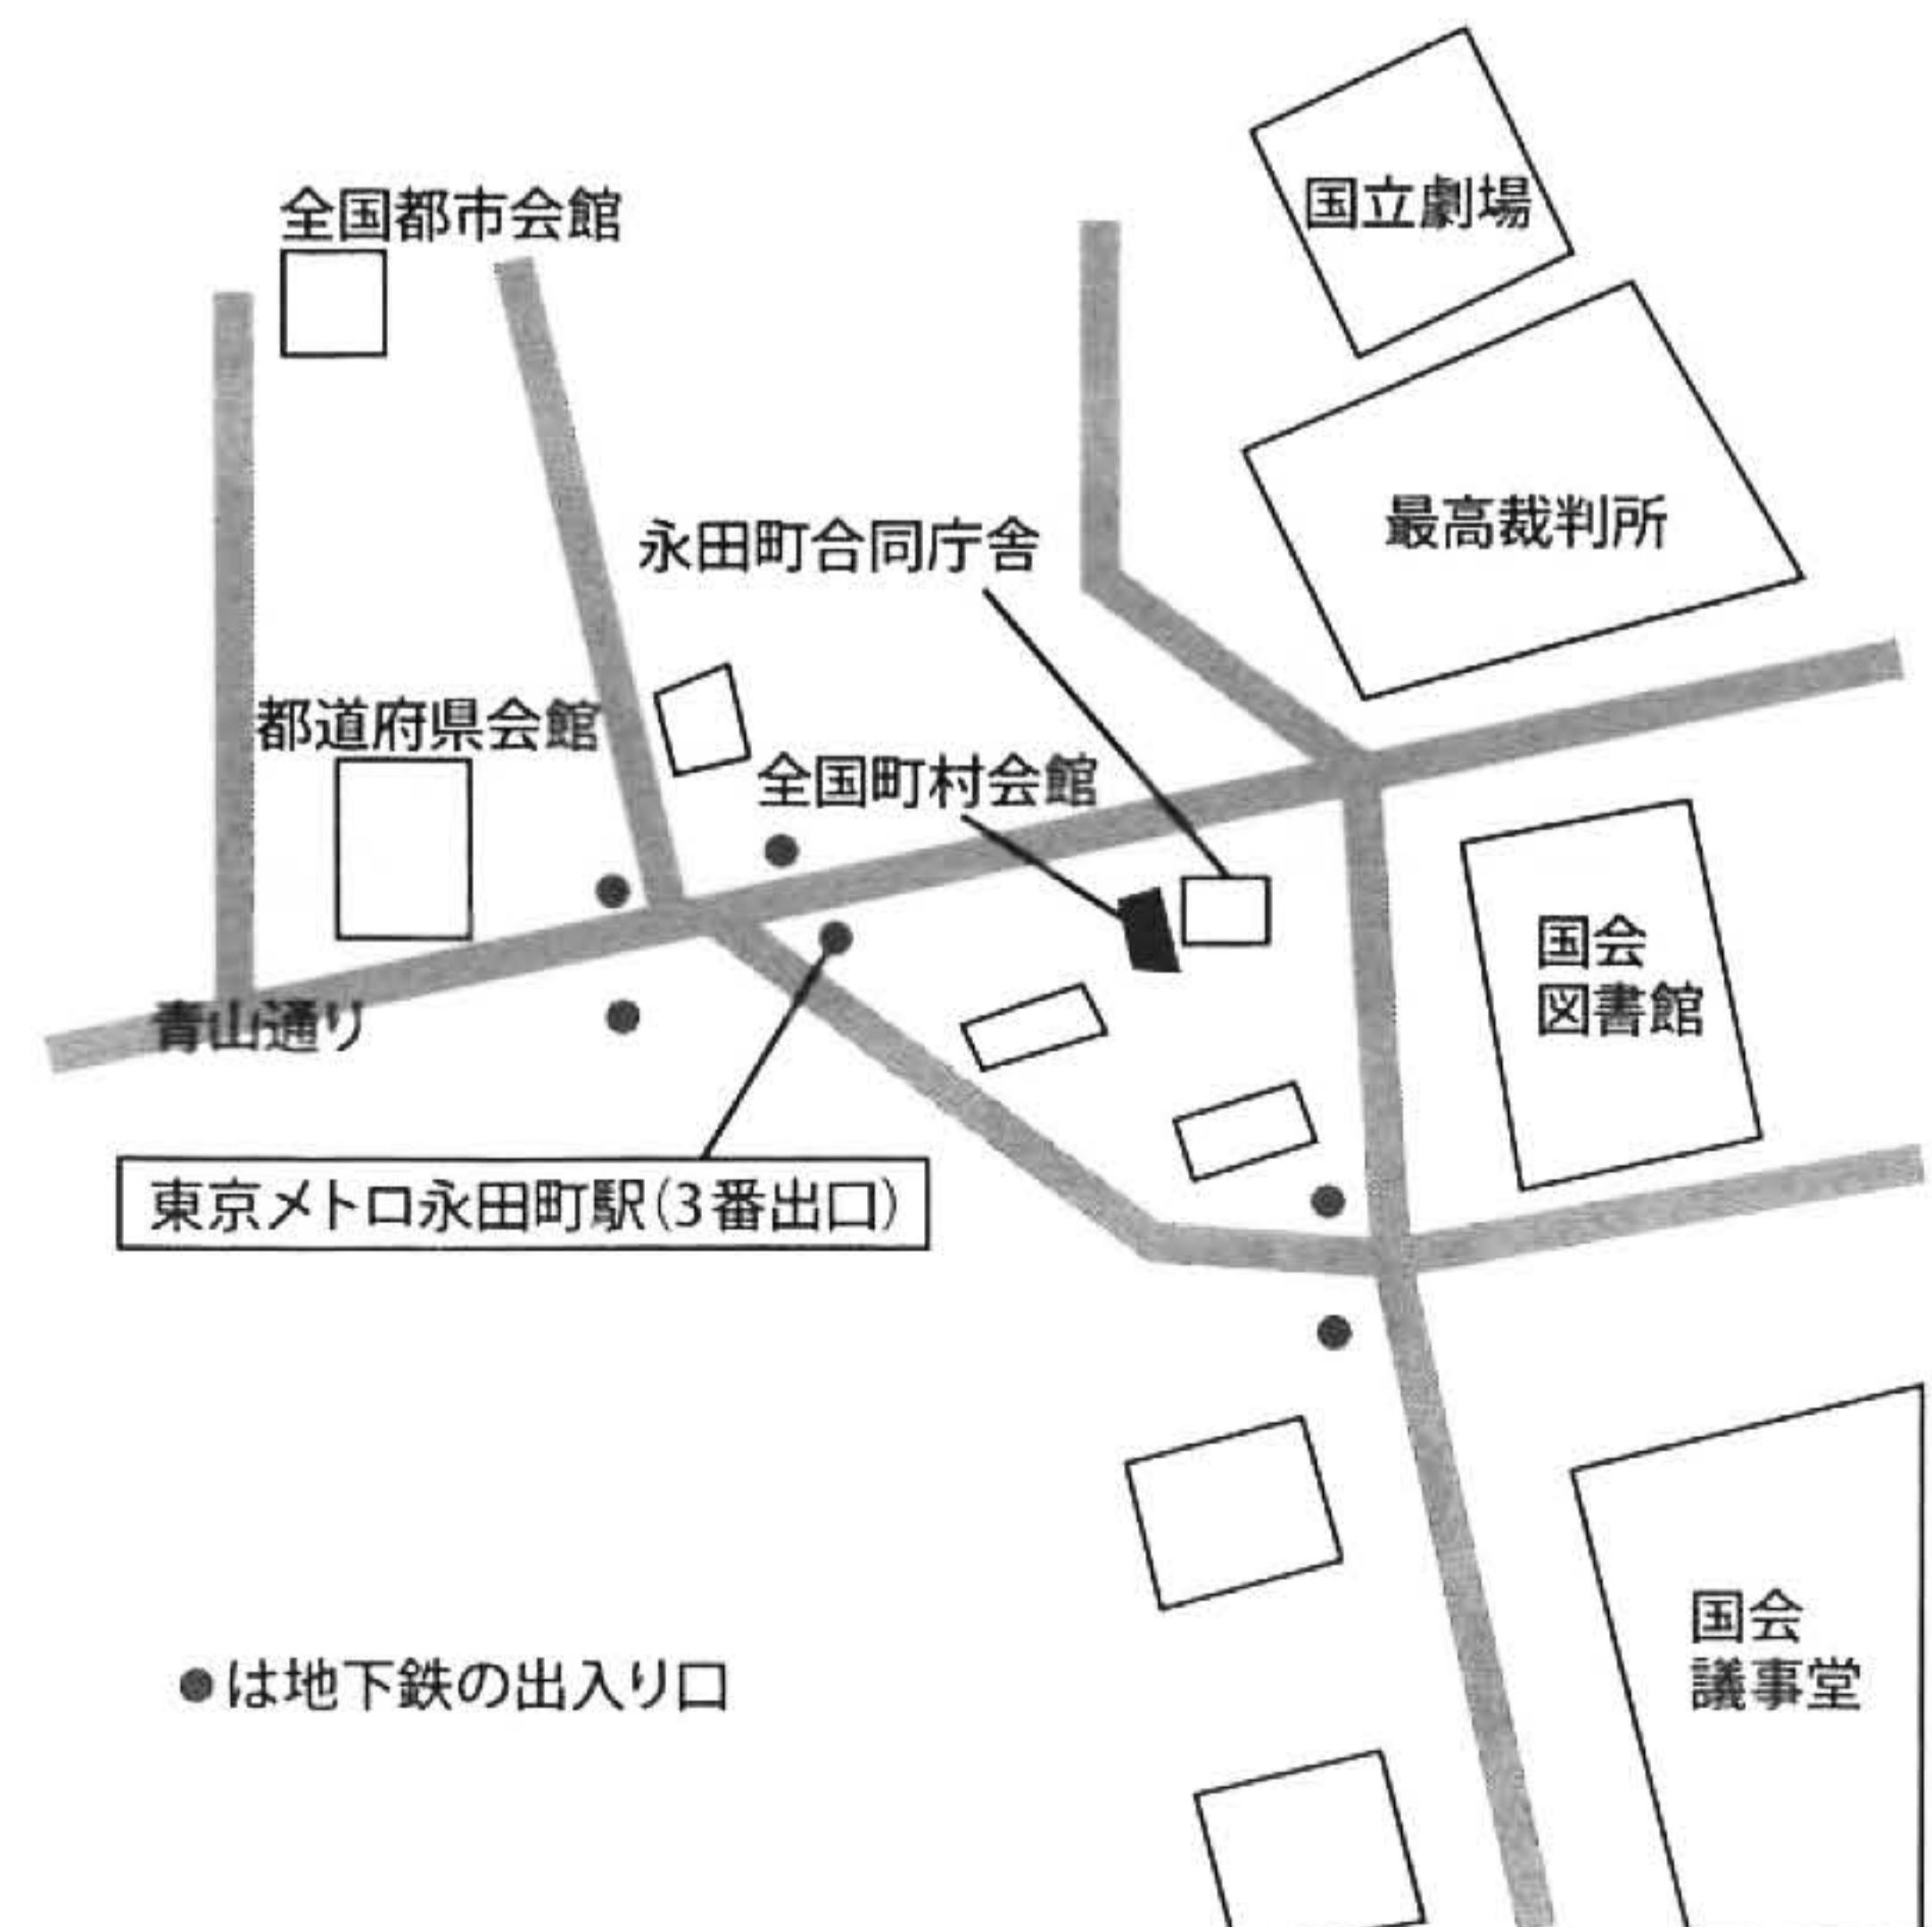 国立劇場
全国都市会館
最高裁判所
永田町合同庁舎
都道府県会館
全国町村会館
国会
図書館
青山通り
東京メトロ永田町駅(3番出口)
国会
議事堂
●は地下鉄の出入り口